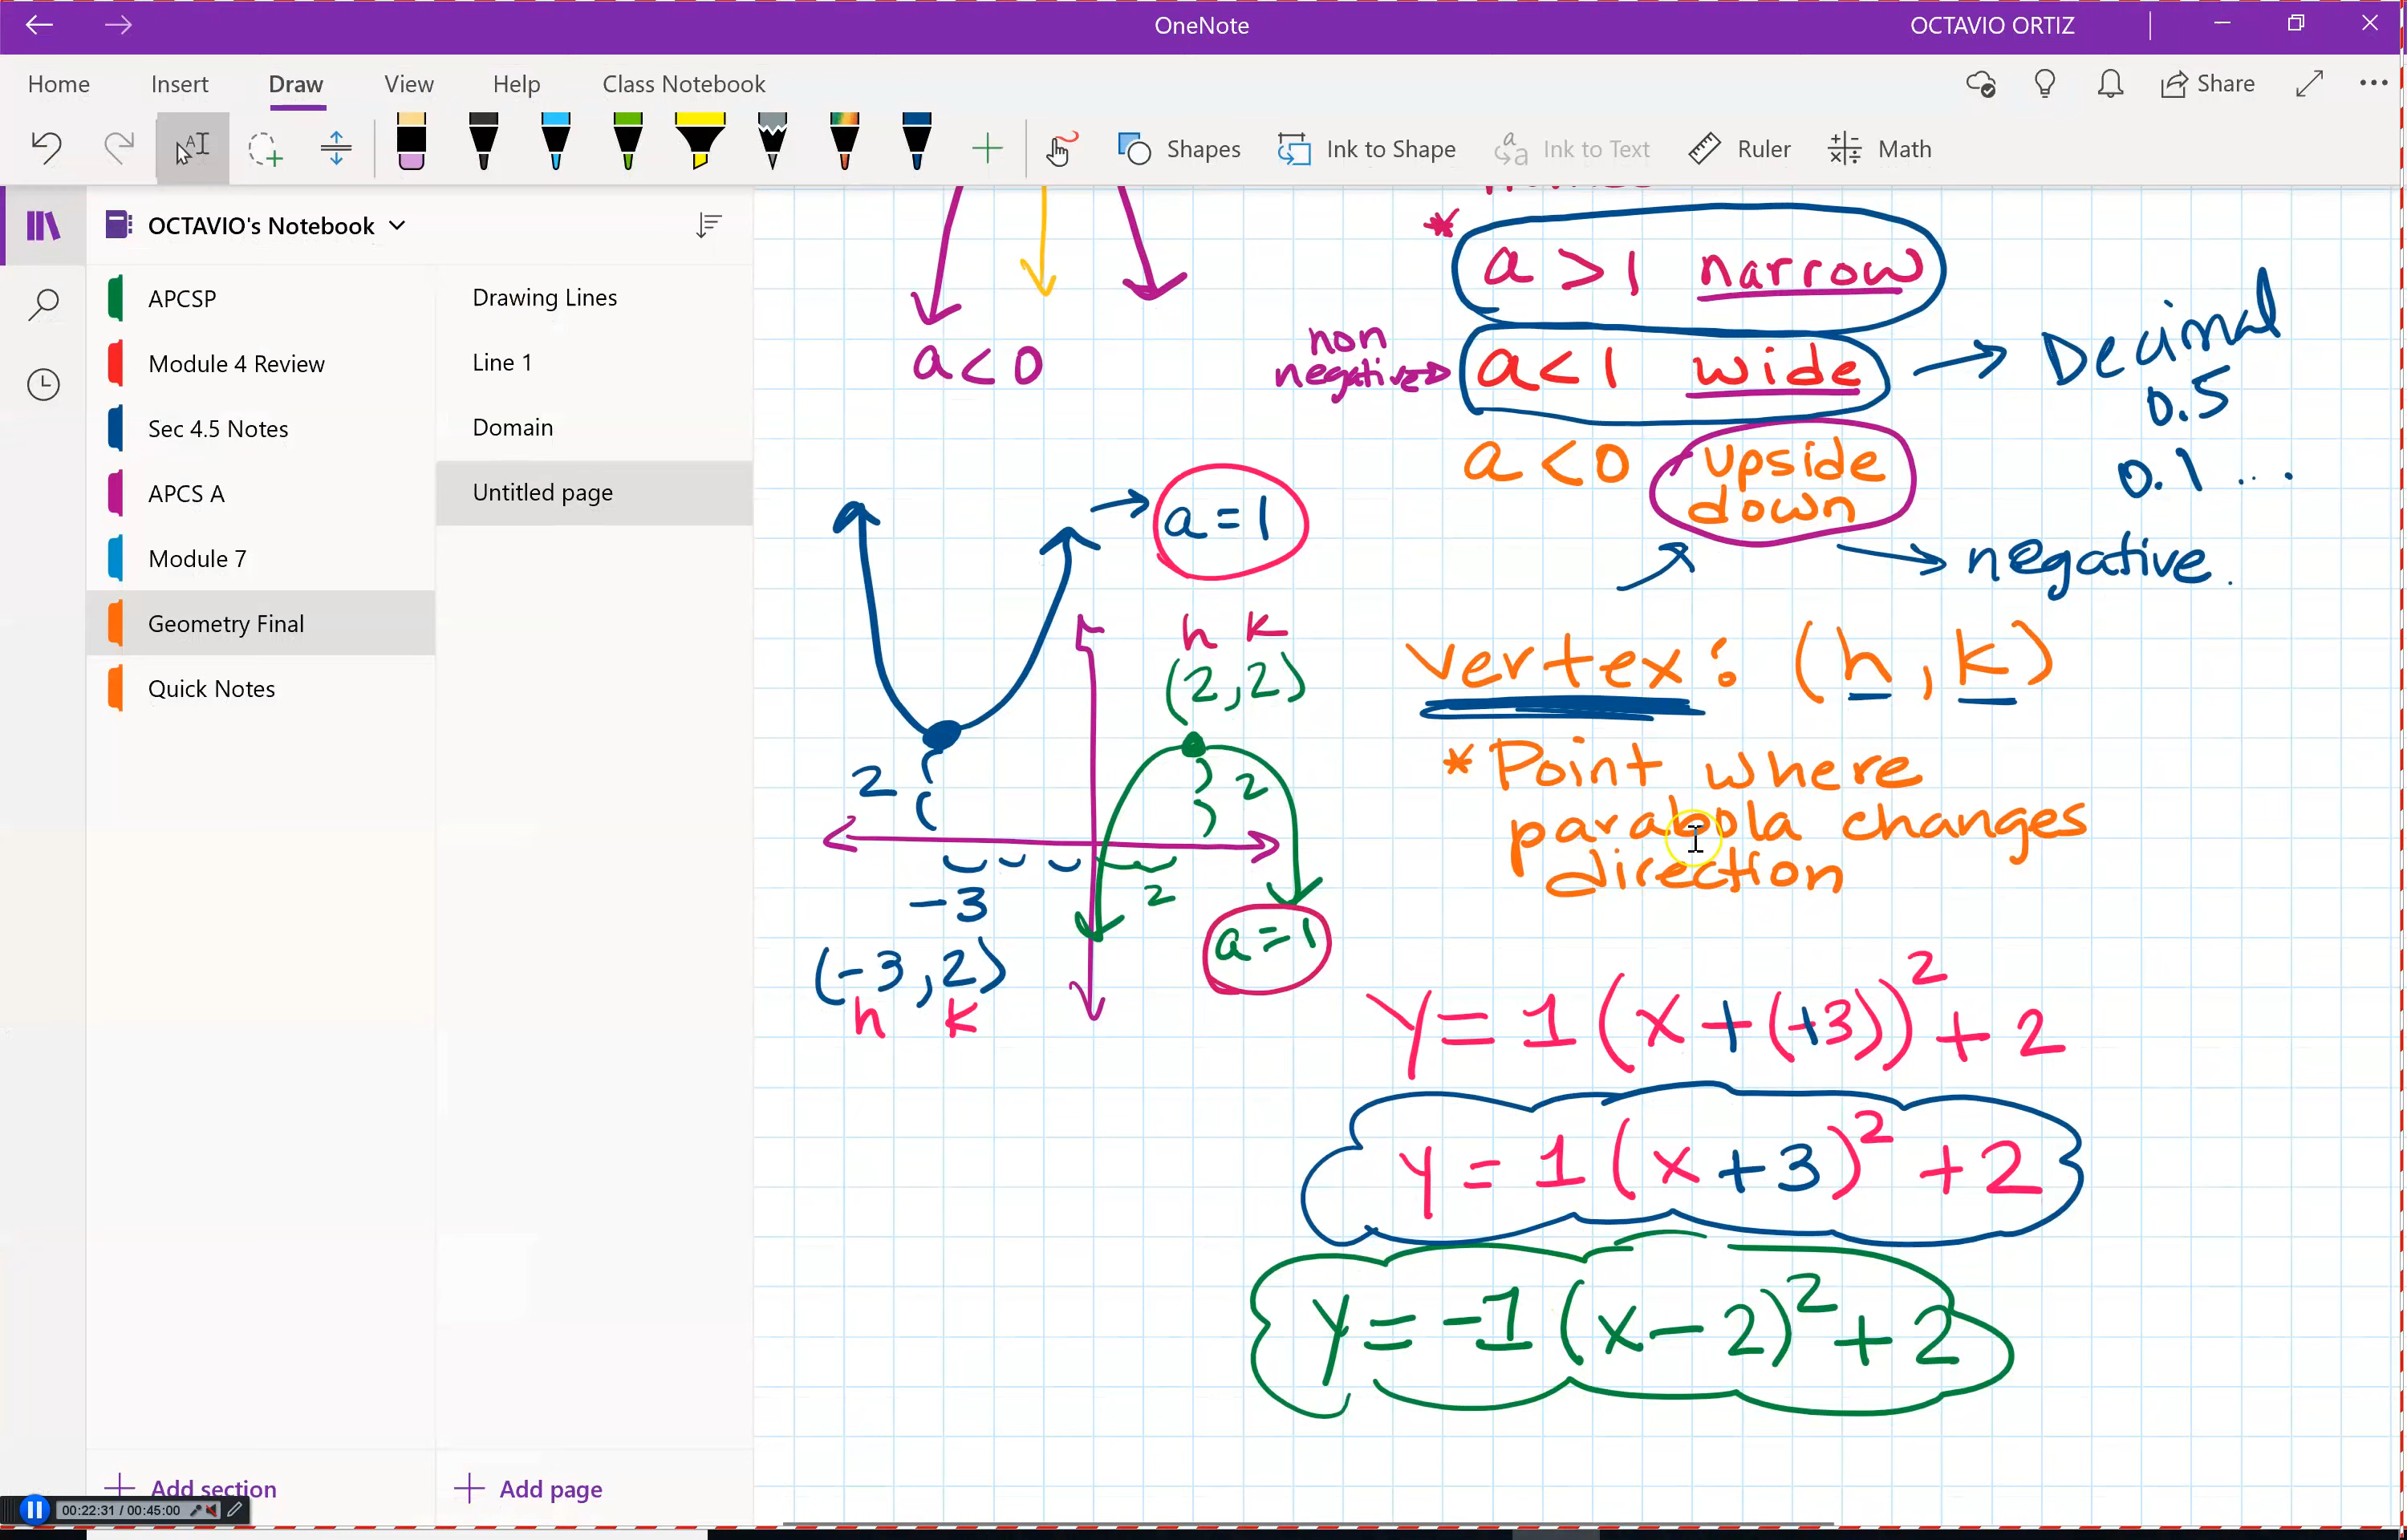 OneNote
OCTAVIO ORTIZ
Home
Insert
Draw
View
Help
Class Notebook
Share
Shapes
Ink to Shape
Ink to Text
Ruler
Math
OCTAVIO's Notebook
APCSP
Module 4 Review
Sec 4.5 Notes
APCS A
Module 7
Geometry Final
Quick Notes
Drawing Lines
Line 1
Domain
Untitled page
Add section
Add page
00:22:31 / 00:45:00
a < 0
* a > 1 narrow
non
negative → a < 1 wide → Decimal
0.5
0.1 ...
a < 0 upside
down
→ negative.
→ a = 1
h k
(2,2)
2
2
-3
2
(-3,2)
h k
a = 1
vertex: (h,k)
* Point where
parabola changes
direction
y = 1(x + (+3))² + 2
y = 1(x + 3)² + 2
y = -1(x - 2)² + 2